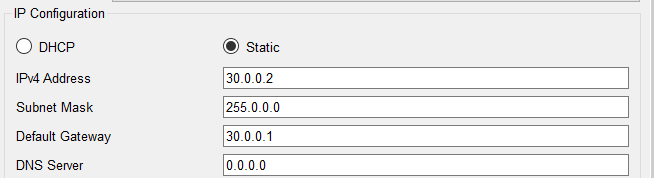 IP Configuration
DHCP Static
IPv4 Address 30.0.0.2
Subnet Mask 255.0.0.0
Default Gateway 30.0.0.1
DNS Server 0.0.0.0